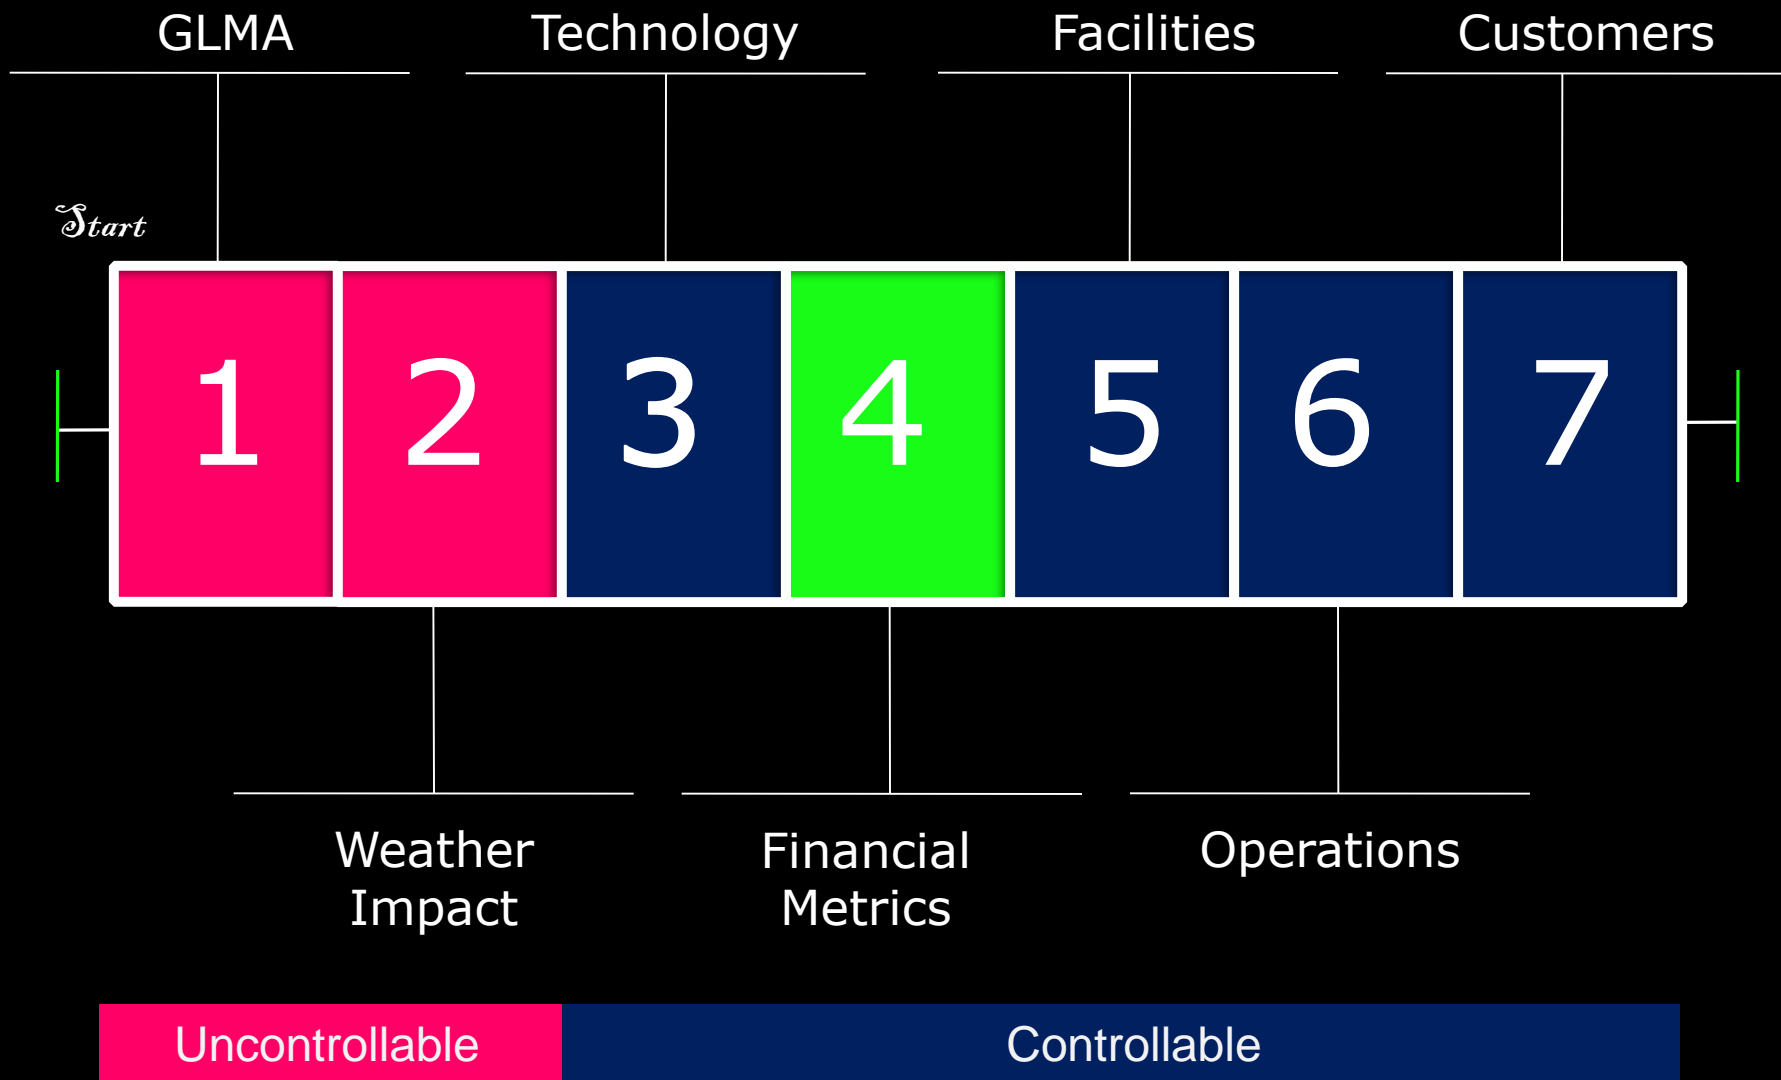 GLMA
Technology
Facilities
Customers
Start
1
2
3
4
5
6
7
Weather
Impact
Financial
Metrics
Operations
Uncontrollable
Controllable